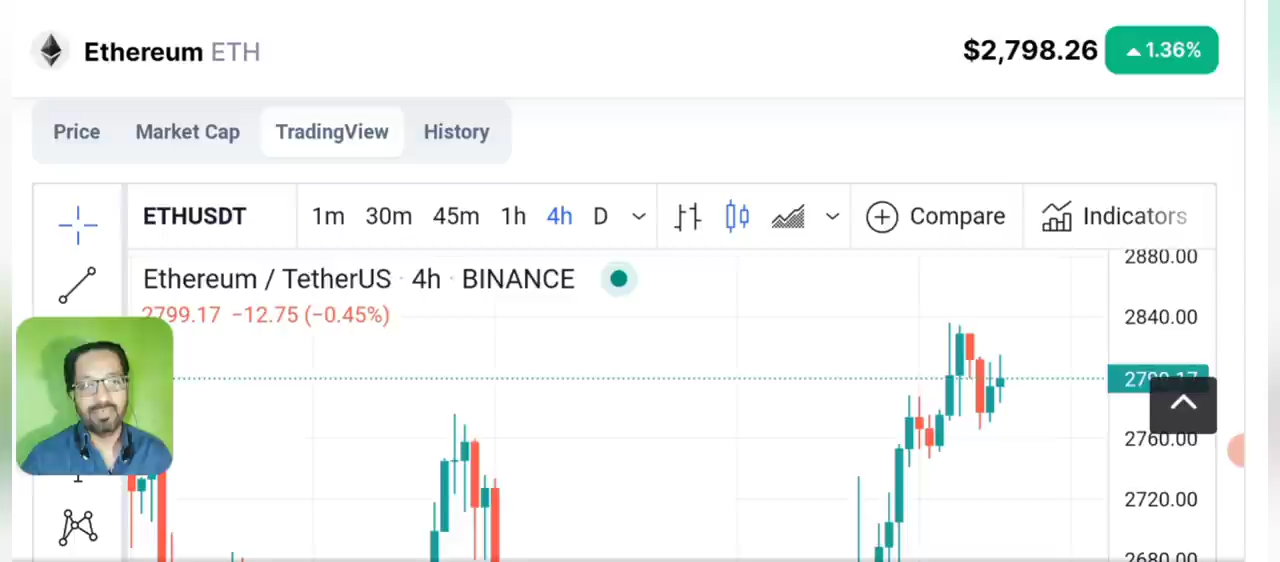 Ethereum ETH
$2,798.26 1.36%
Price Market Cap TradingView History
ETHUSDT 1m 30m 45m 1h 4h D Compare Indicators
Ethereum / TetherUS · 4h · BINANCE
2799.17 −12.75 (−0.45%)
2880.00
2840.00
2760.00
2720.00
2680.00